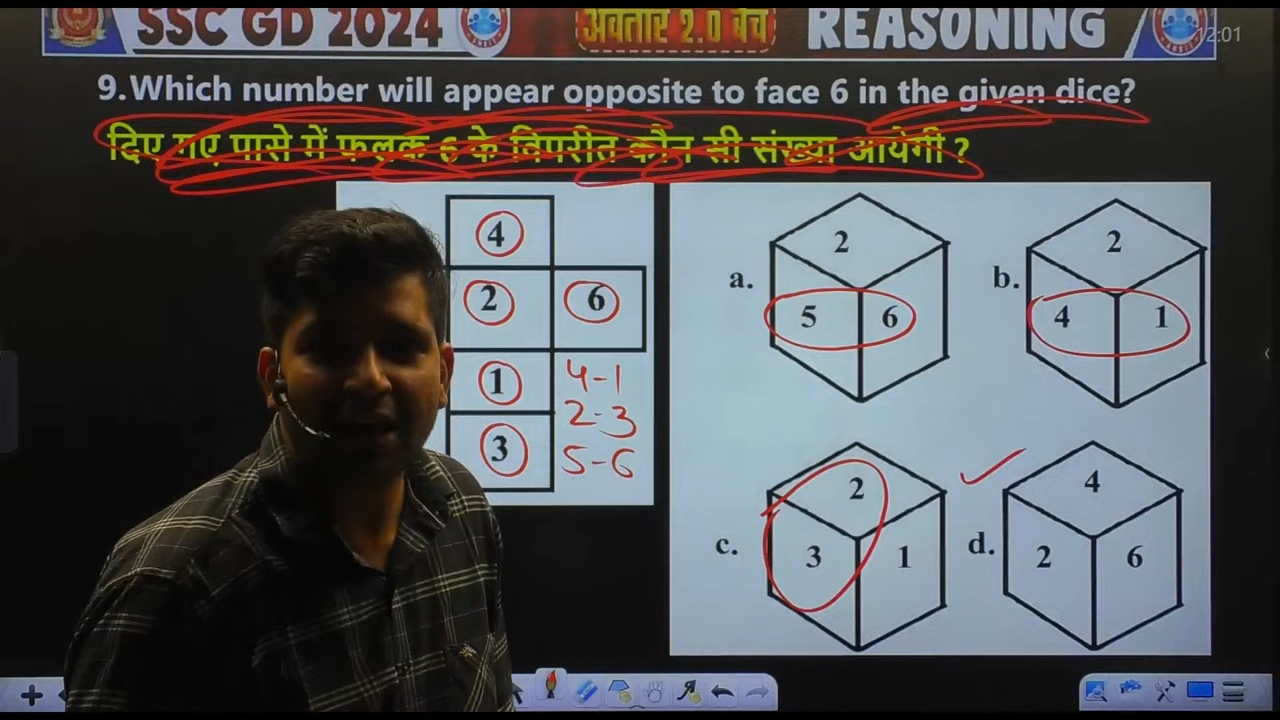 SSC GD 2024
अवतार 2.0 बैच
REASONING
12:01
9.Which number will appear opposite to face 6 in the given dice?
दिए गए पासे में फलक 6 के विपरीत कौन सी संख्या आयेगी ?
4
2 6
1
3
4-1
2-3
5-6
a. 2 5 6
b. 2 4 1
c. 2 3 1
d. 4 2 6